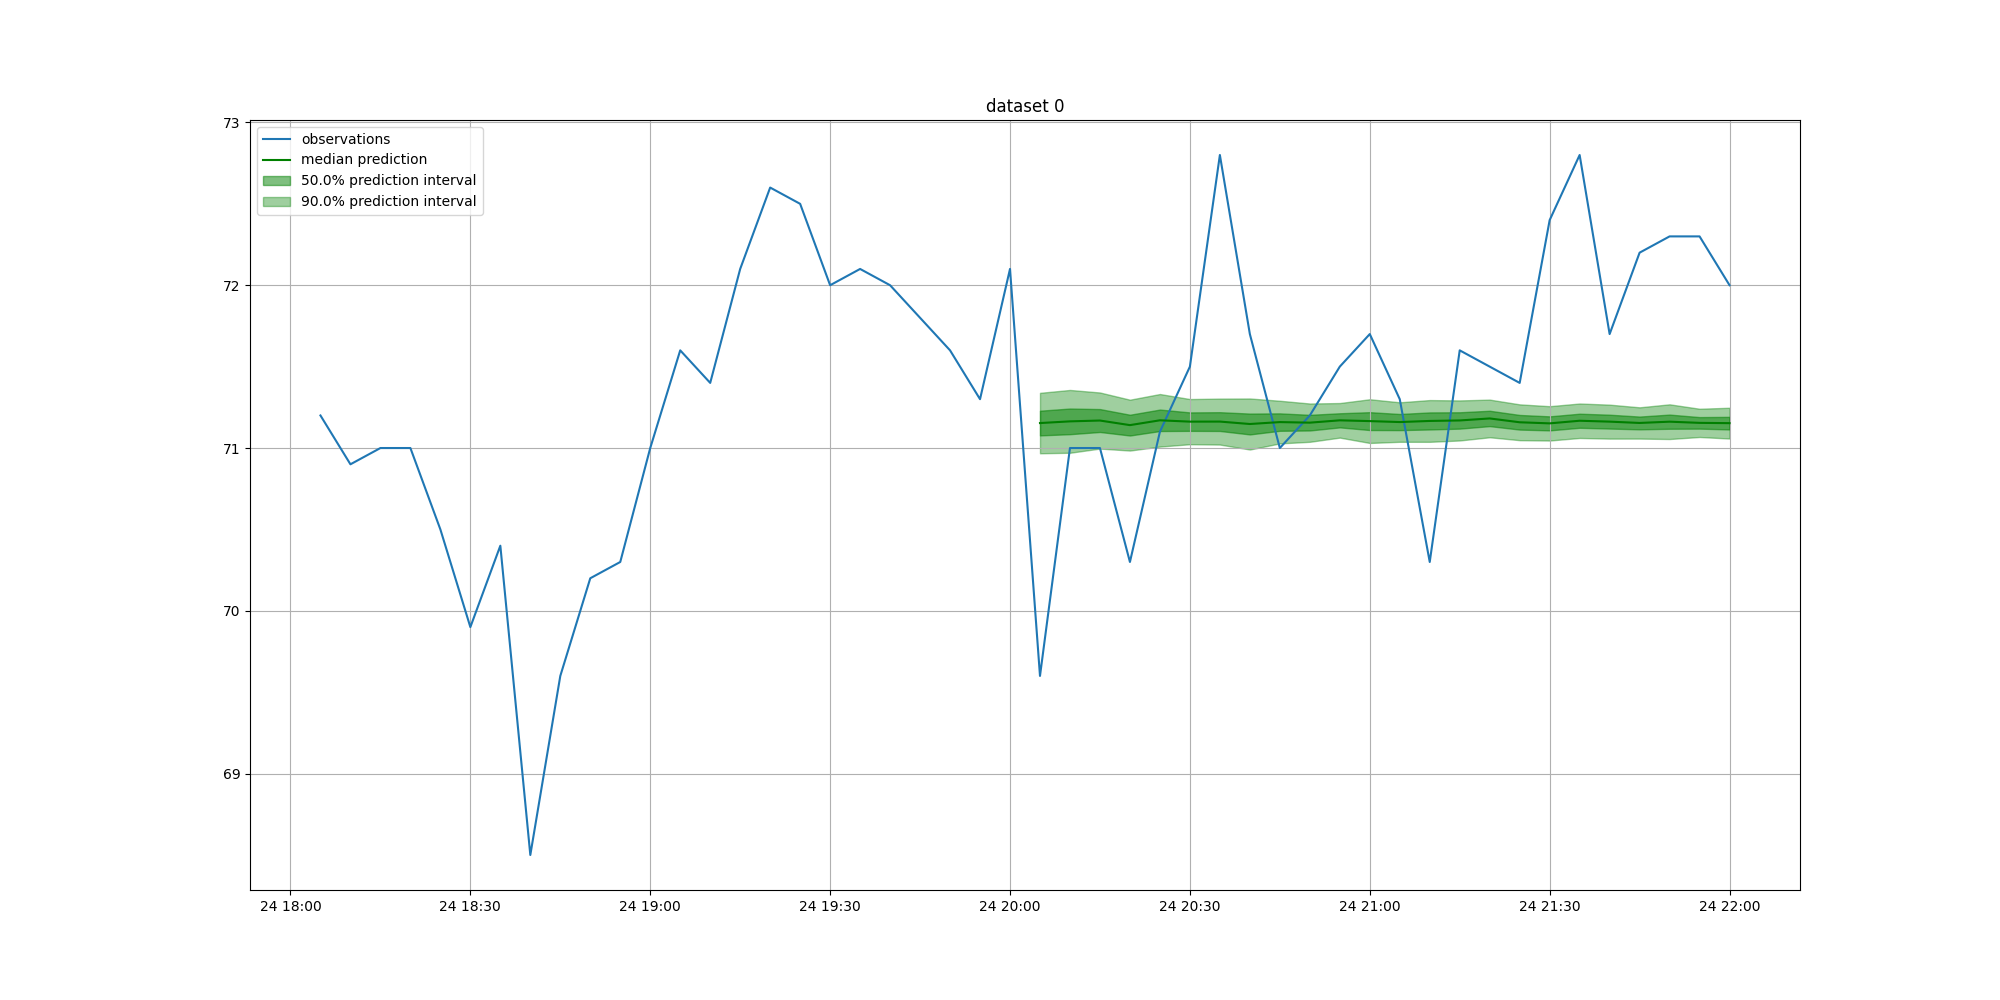 dataset 0
observations
median prediction
50.0% prediction interval
90.0% prediction interval
73
72
71
70
69
24 18:00 24 18:30 24 19:00 24 19:30 24 20:00 24 20:30 24 21:00 24 21:30 24 22:00